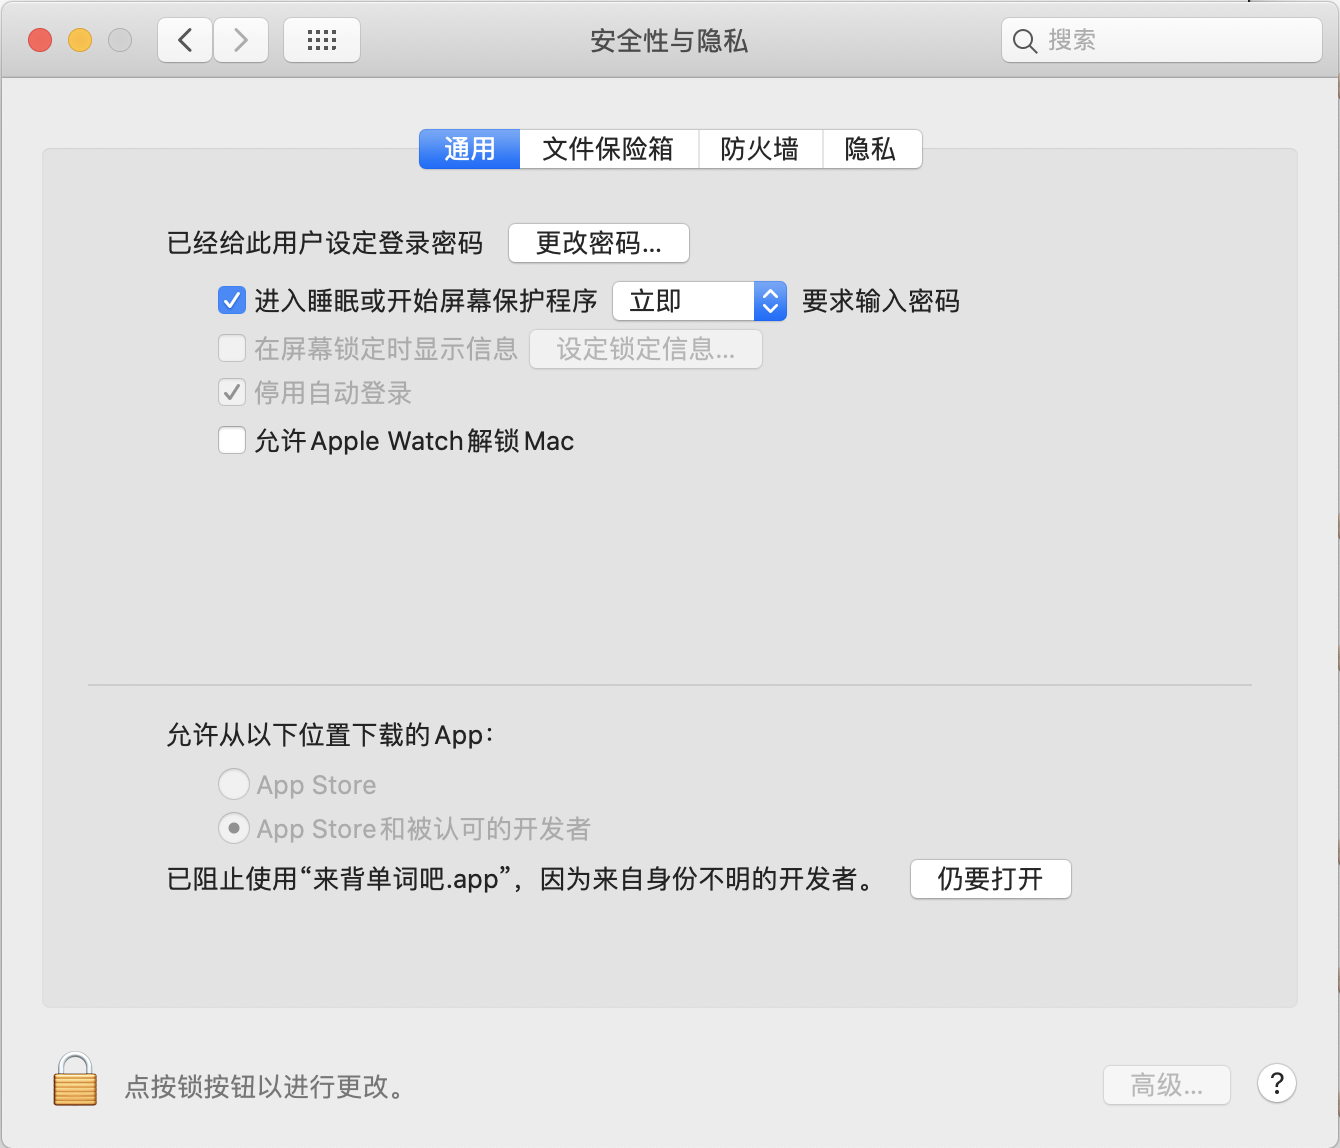 安全性与隐私
搜索
通用 文件保险箱 防火墙 隐私
已经给此用户设定登录密码 更改密码...
进入睡眠或开始屏幕保护程序 立即 要求输入密码
在屏幕锁定时显示信息 设定锁定信息...
停用自动登录
允许Apple Watch解锁Mac
允许从以下位置下载的App：
App Store
App Store和被认可的开发者
已阻止使用“来背单词吧.app”，因为来自身份不明的开发者。 仍要打开
点按锁按钮以进行更改。
高级... ?